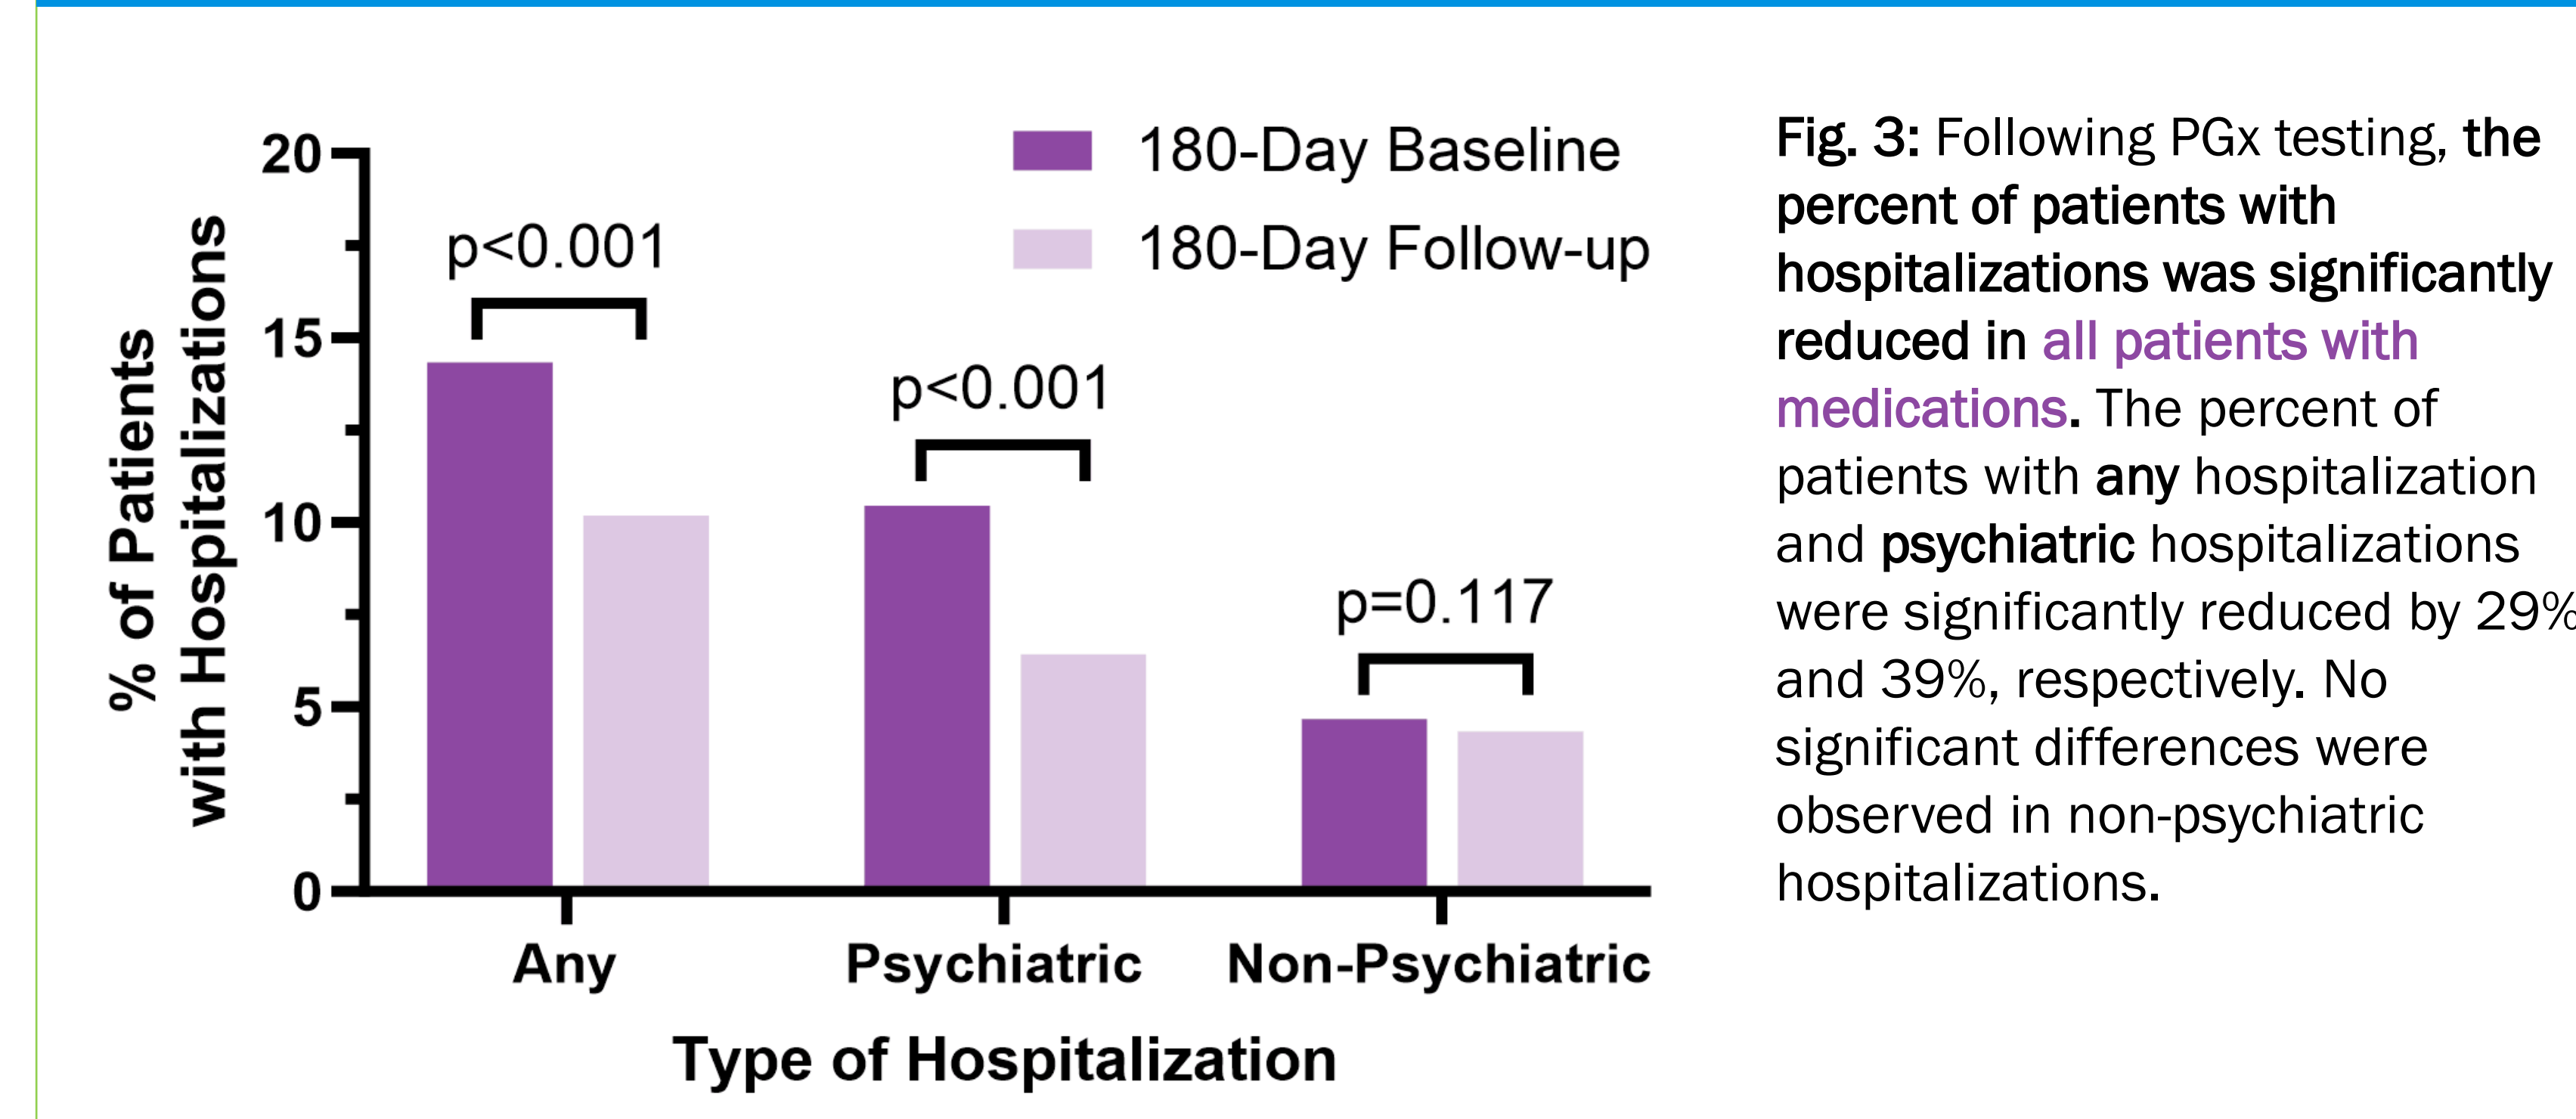 20
15
10
5
0
% of Patients
with Hospitalizations
180-Day Baseline
180-Day Follow-up
p<0.001
p<0.001
p=0.117
Any
Psychiatric
Non-Psychiatric
Type of Hospitalization
Fig. 3: Following PGx testing, the
percent of patients with
hospitalizations was significantly
reduced in all patients with
medications. The percent of
patients with any hospitalization
and psychiatric hospitalizations
were significantly reduced by 29%
and 39%, respectively. No
significant differences were
observed in non-psychiatric
hospitalizations.